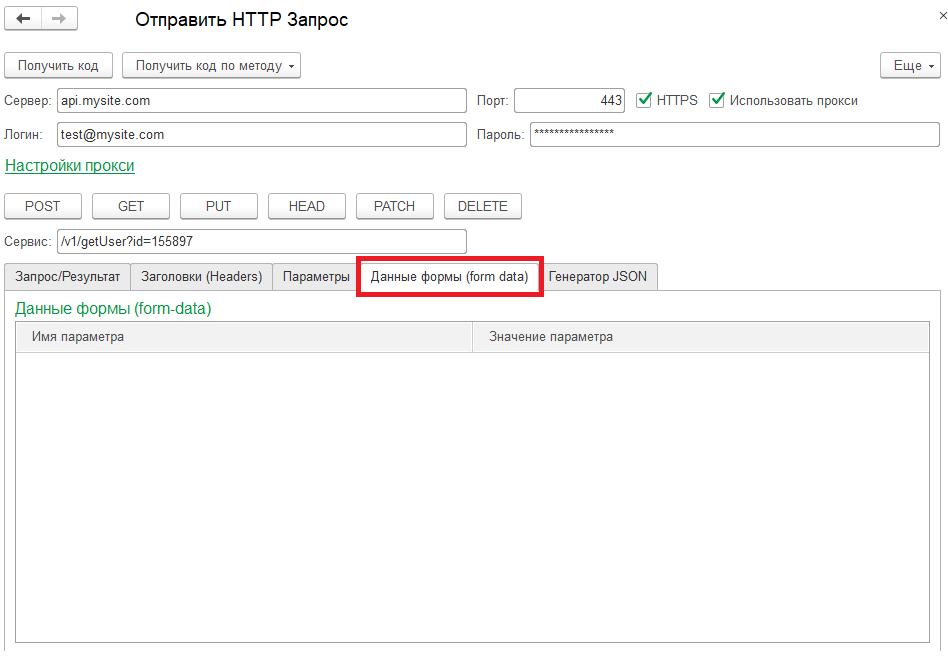 Отправить HTTP Запрос
Получить код Получить код по методу Еще
Сервер: api.mysite.com Порт: 443 HTTPS Использовать прокси
Логин: test@mysite.com Пароль: ****************
Настройки прокси
POST GET PUT HEAD PATCH DELETE
Сервис: /v1/getUser?id=155897
Запрос/Результат Заголовки (Headers) Параметры Данные формы (form data) Генератор JSON
Данные формы (form-data)
Имя параметра Значение параметра